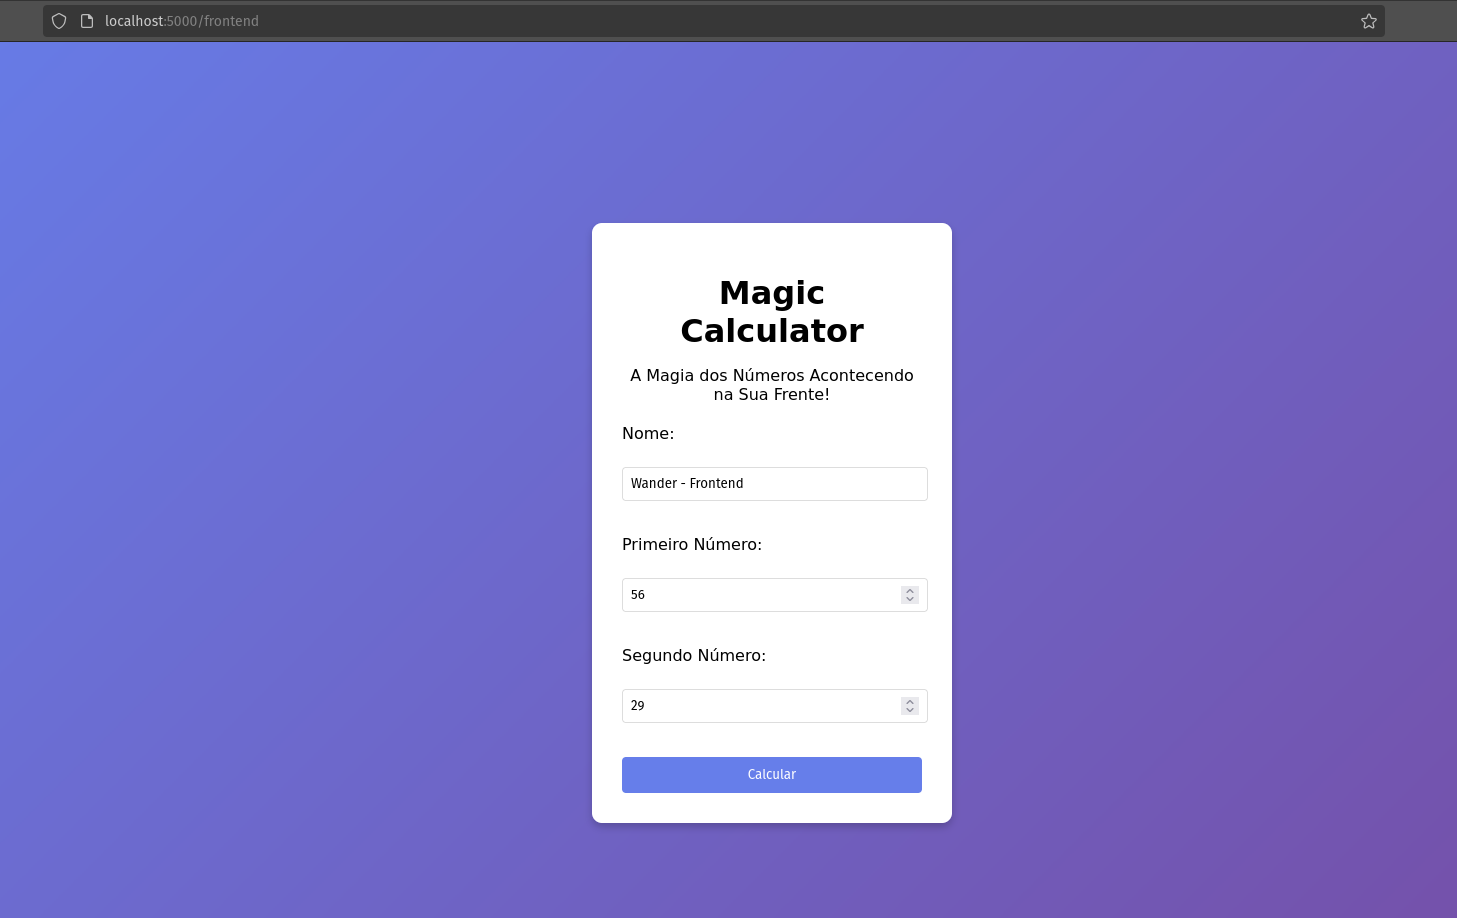 localhost:5000/frontend
Magic
Calculator
A Magia dos Números Acontecendo
na Sua Frente!
Nome:
Wander - Frontend
Primeiro Número:
56
Segundo Número:
29
Calcular